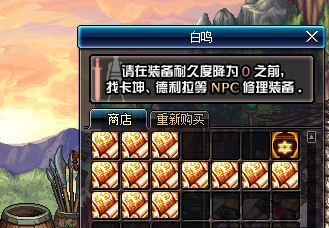 白鸣
请在装备耐久度降为 0 之前,
找卡坤、德利拉等 NPC 修理装备 .
商店
重新购买